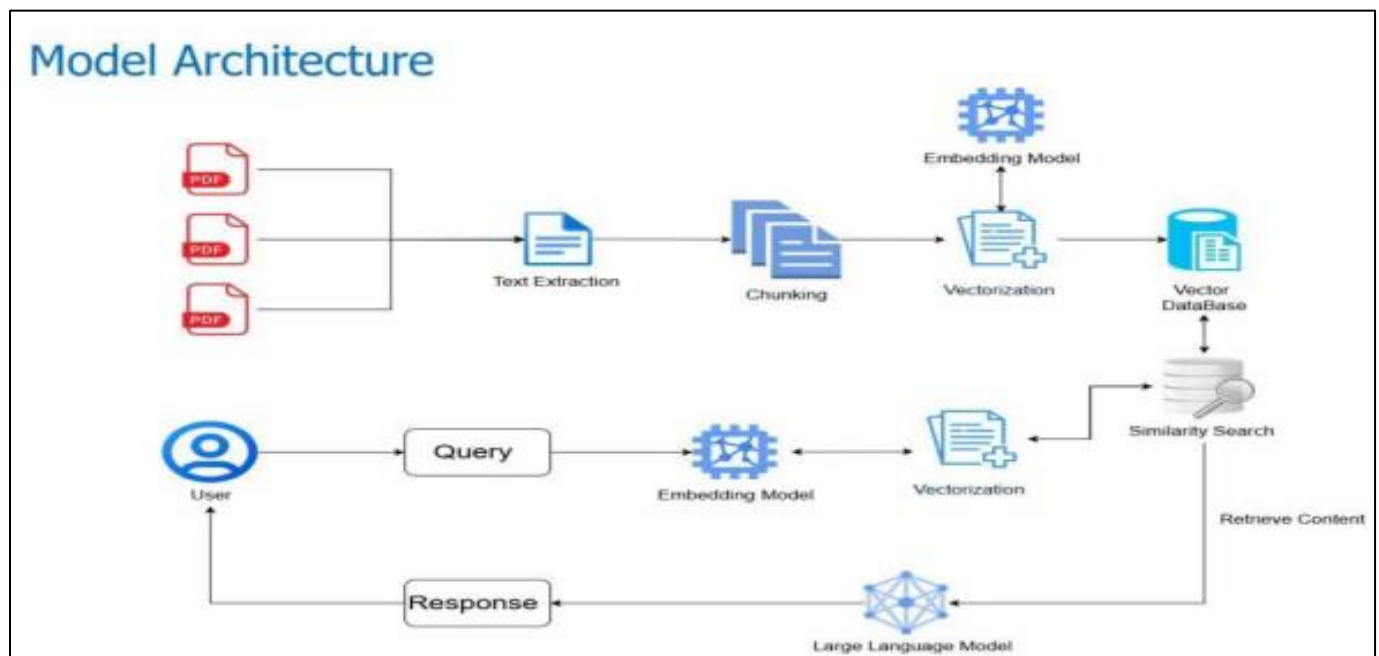 Model Architecture
Embedding Model
PDF
PDF
PDF
Text Extraction
Chunking
Vectorization
Vector
DataBase
Similarity Search
Query
User
Embedding Model
Vectorization
Retrieve Content
Response
Large Language Model